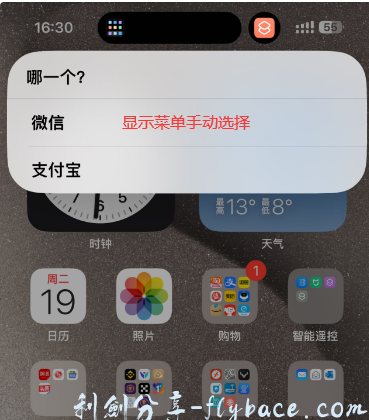 16:30
55
哪一个?
微信 显示菜单手动选择
支付宝
6
最高13° 最低8°
时钟 天气
周二
19
1
日历 照片 购物 智能遥控
利剑分享-flybace.com